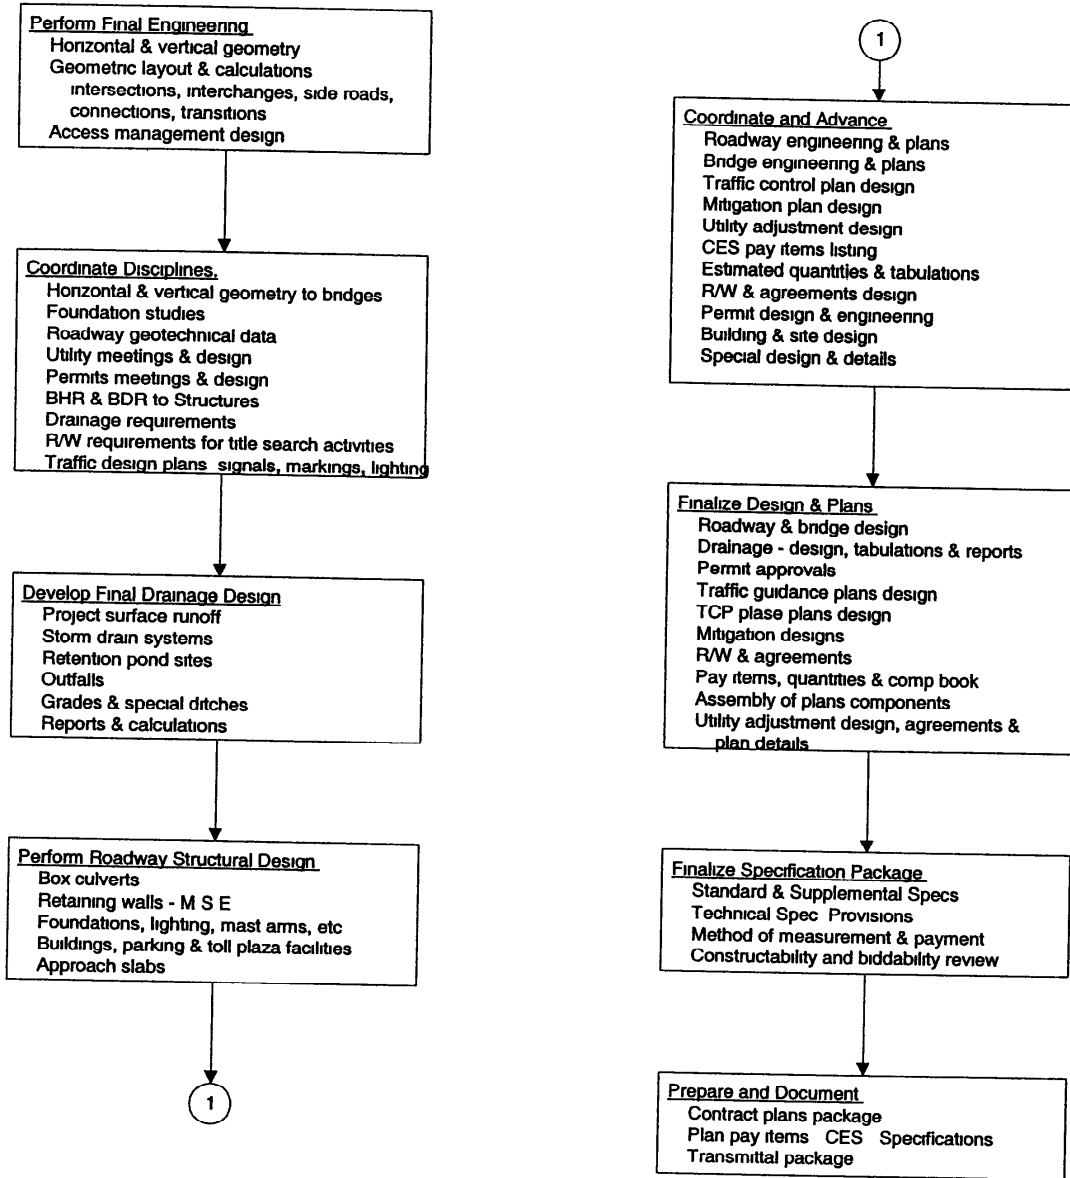 Perform Final Engineering
Horizontal & vertical geometry
Geometric layout & calculations
intersections, interchanges, side roads,
connections, transitions
Access management design
Coordinate Disciplines.
Horizontal & vertical geometry to bridges
Foundation studies
Roadway geotechnical data
Utility meetings & design
Permits meetings & design
BHR & BDR to Structures
Drainage requirements
R/W requirements for title search activities
Traffic design plans signals, markings, lighting
Develop Final Drainage Design
Project surface runoff
Storm drain systems
Retention pond sites
Outfalls
Grades & special ditches
Reports & calculations
Perform Roadway Structural Design
Box culverts
Retaining walls - M S E
Foundations, lighting, mast arms, etc
Buildings, parking & toll plaza facilities
Approach slabs
1
1
Coordinate and Advance
Roadway engineering & plans
Bridge engineering & plans
Traffic control plan design
Mitigation plan design
Utility adjustment design
CES pay items listing
Estimated quantities & tabulations
R/W & agreements design
Permit design & engineering
Building & site design
Special design & details
Finalize Design & Plans
Roadway & bridge design
Drainage - design, tabulations & reports
Permit approvals
Traffic guidance plans design
TCP plase plans design
Mitigation designs
R/W & agreements
Pay items, quantities & comp book
Assembly of plans components
Utility adjustment design, agreements &
plan details
Finalize Specification Package
Standard & Supplemental Specs
Technical Spec Provisions
Method of measurement & payment
Constructability and biddability review
Prepare and Document
Contract plans package
Plan pay items CES Specifications
Transmittal package